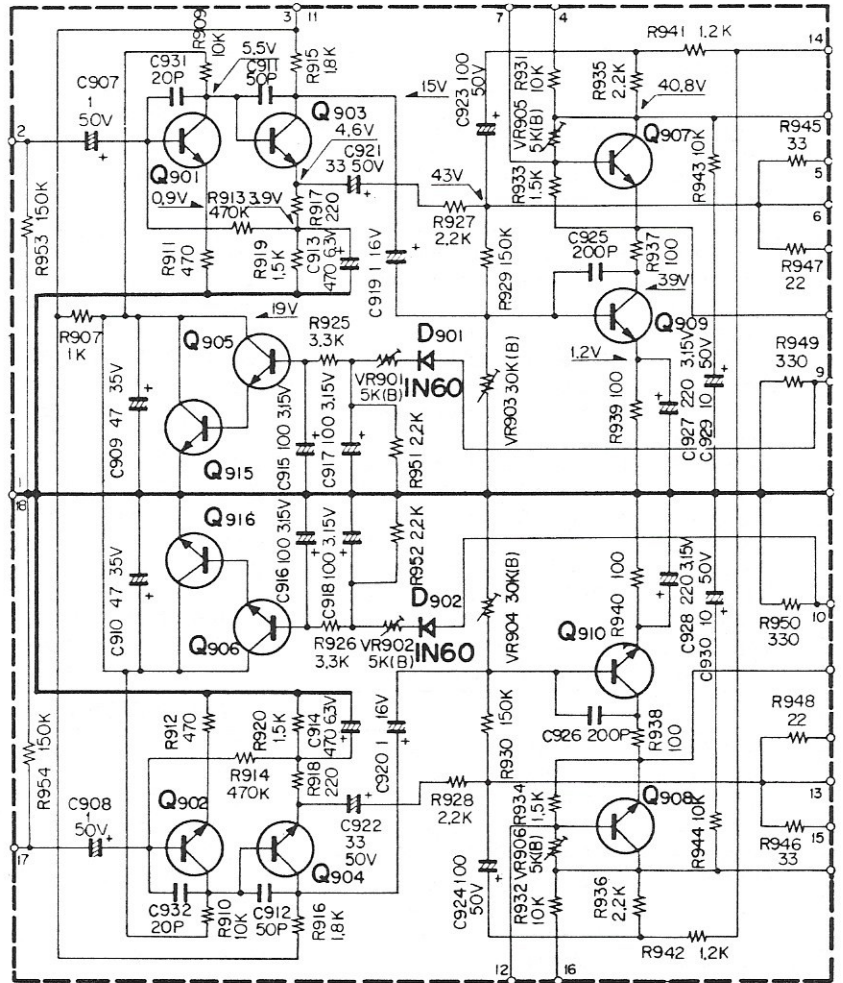 3 11
7
4
R909
10K
C931
20P
5,5V
C911
50P
R915
1,8K
C907
1
50V
+
Q903
15V
C923 100
50V
R931
10K
R935
2.2K
R941 1,2K
14
40,8V
VR905
5K(B)
Q907
2
Q901
4,6V
C921
33 50V
43V
R933
1.5K
R943 10K
R945
33
5
0,9V
R913
470K
3.9V
R917
220
R927
2.2K
6
R953 150K
R911
470
R919
1.5K
C913
470 6.3V
C919 1 16V
R929 150K
C925
200P
R937
100
R947
22
19V
39V
R907
1K
Q905
R925
3.3K
D901
IN60
1.2V
Q909
R949
330
9
VR901
5K(B)
VR903 30K(B)
R939 100
C927 220 3.15V
C929 10 50V
C909 47 35V
Q915
C915 100 3.15V
C917 100 3.15V
R951 2.2K
1
18
Q916
C916 100 3.15V
C918 100 3.15V
R952 2.2K
C910 47 35V
Q906
D902
IN60
VR904 30K(B)
Q910
R940 100
C928 220 3.15V
C930 10 50V
R950
330
10
R926
3,3K
VR902
5K(B)
R912
470
R920
1.5K
C914
470 6.3V
C920 1 16V
R930 150K
C926 200P
R938
100
R948
22
R954 150K
R914
470K
R918
220
R928
2.2K
13
C908
1
50V
+
Q902
C922
33
50V
R934
1.5K
Q908
R944 10K
15
R946
33
17
Q904
VR906
5K(B)
C932
20P
R910
10K
C912
50P
R916
1,8K
C924 100
50V
R932
10K
R936
2.2K
R942 1,2K
12
16